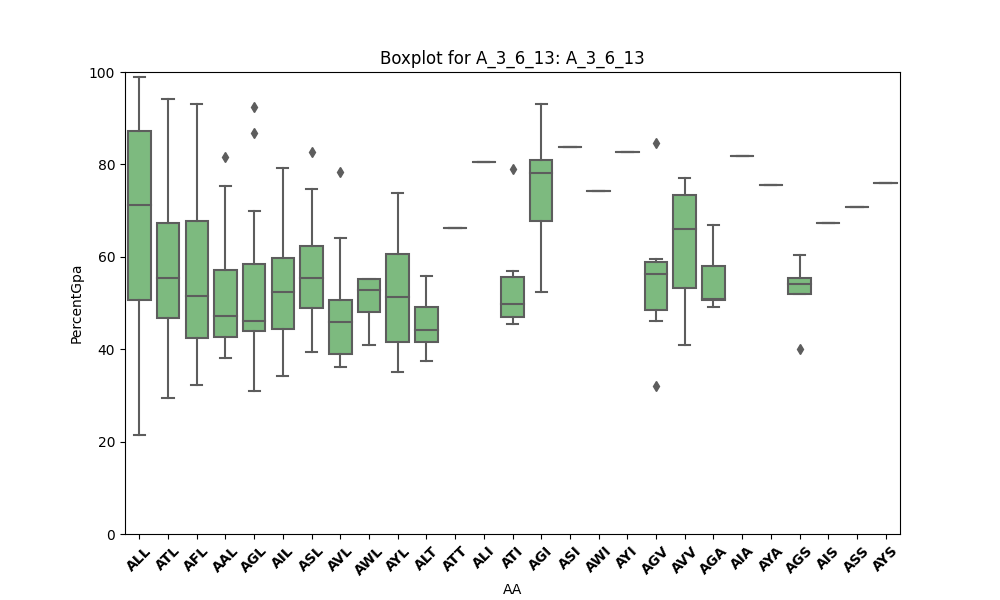 Boxplot for A_3_6_13: A_3_6_13
100
80
60
40
20
0
PercentGpa
ALL ATL AFL AAL AGL AIL ASL AVL AWL AYL ALT ATT ALI ATI AGI ASI AWI AYI AGV AVV AGA AIA AYA AGS AIS ASS AYS
AA